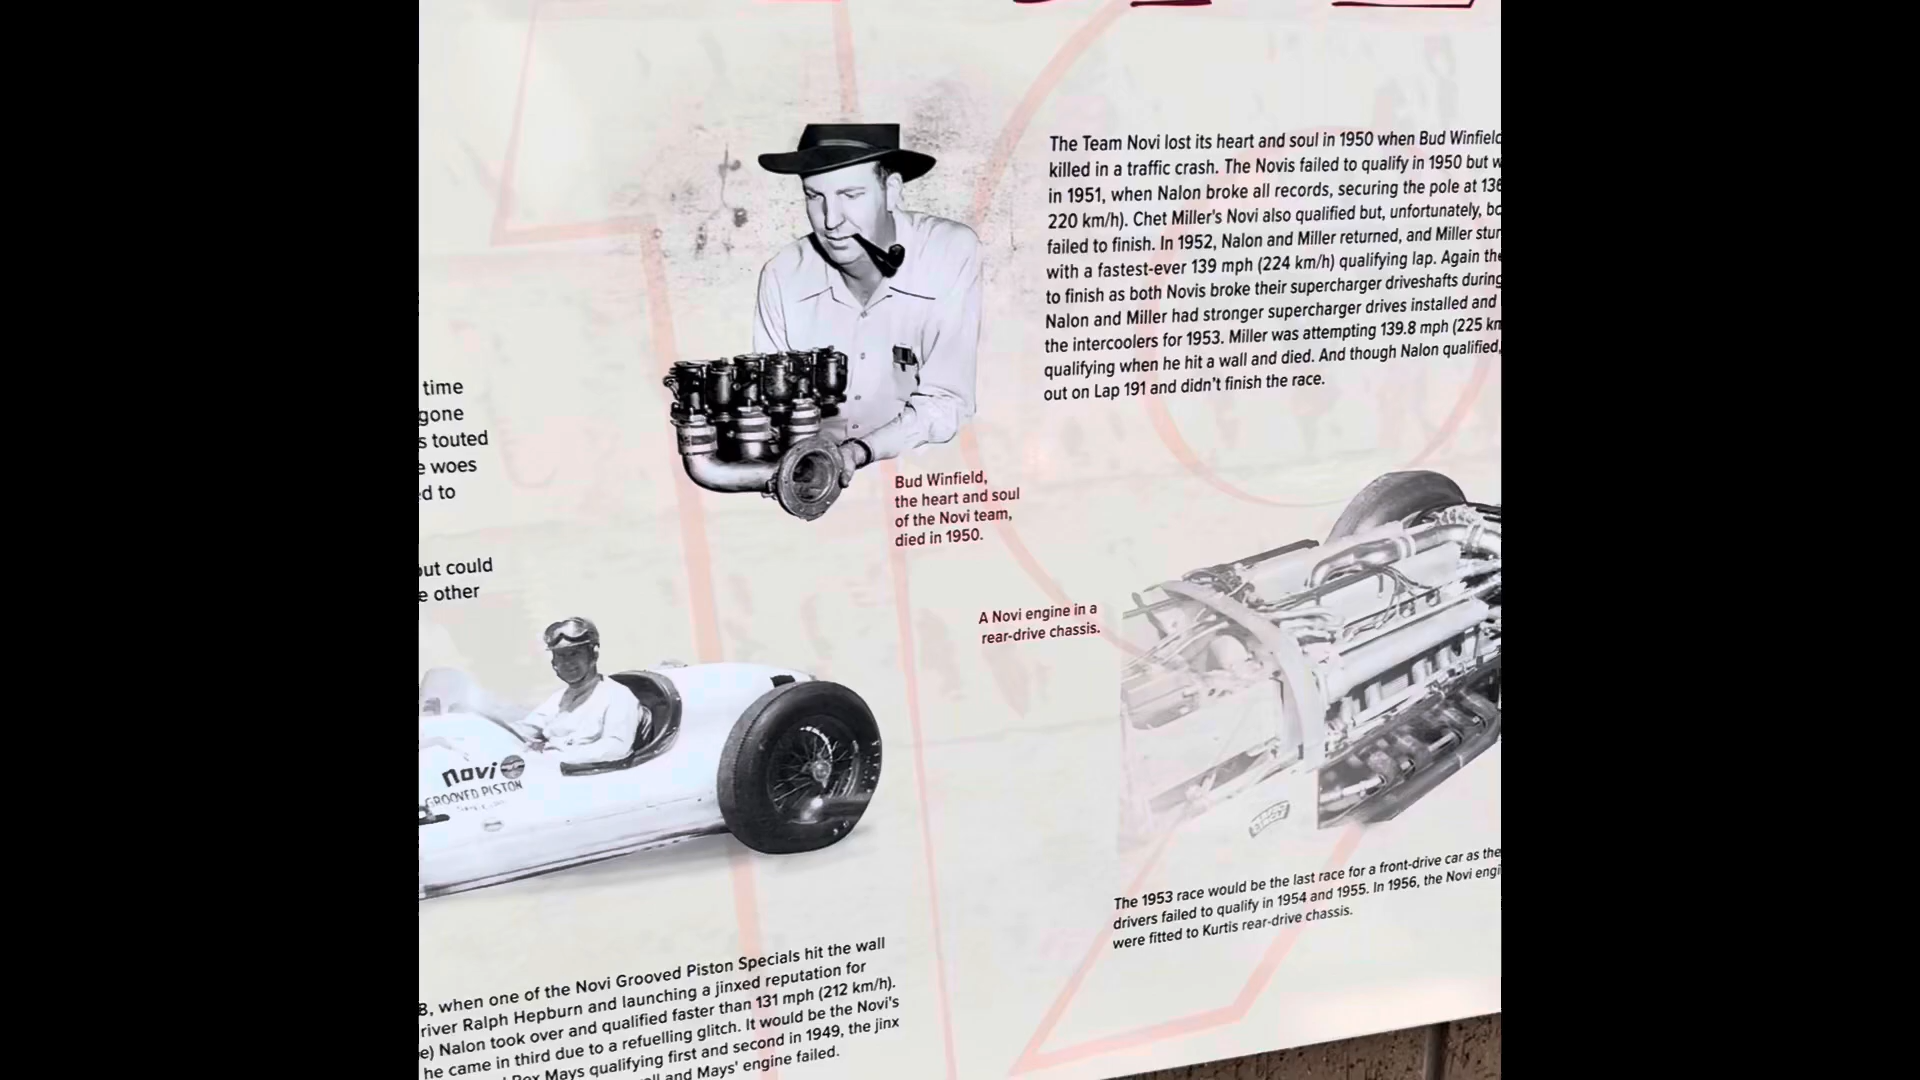 time
gone
touted
woes
to
could
other
The Team Novi lost its heart and soul in 1950 when Bud Winfield
killed in a traffic crash. The Novis failed to qualify in 1950 but
in 1951, when Nalon broke all records, securing the pole at
220 km/h). Chet Miller's Novi also qualified but, unfortunately,
failed to finish. In 1952, Nalon and Miller returned, and Miller
with a fastest-ever 139 mph (224 km/h) qualifying lap. Again
to finish as both Novis broke their supercharger driveshafts during
Nalon and Miller had stronger supercharger drives installed and
the intercoolers for 1953. Miller was attempting 139.8 mph (225
qualifying when he hit a wall and died. And though Nalon qualified,
out on Lap 191 and didn't finish the race.
Bud Winfield,
the heart and soul
of the Novi team,
died in 1950.
A Novi engine in a
rear-drive chassis.
novi
GROOVED PISTON
The 1953 race would be the last race for a front-drive car as the
drivers failed to qualify in 1954 and 1955. In 1956, the Novi
were fitted to Kurtis rear-drive chassis.
when one of the Novi Grooved Piston Specials hit the wall
Ralph Hepburn and launching a jinxed reputation for
Nalon took over and qualified faster than 131 mph (212 km/h).
he came in third due to a refuelling glitch. It would be the Novi's
Mays qualifying first and second in 1949, the jinx
and Mays' engine failed.